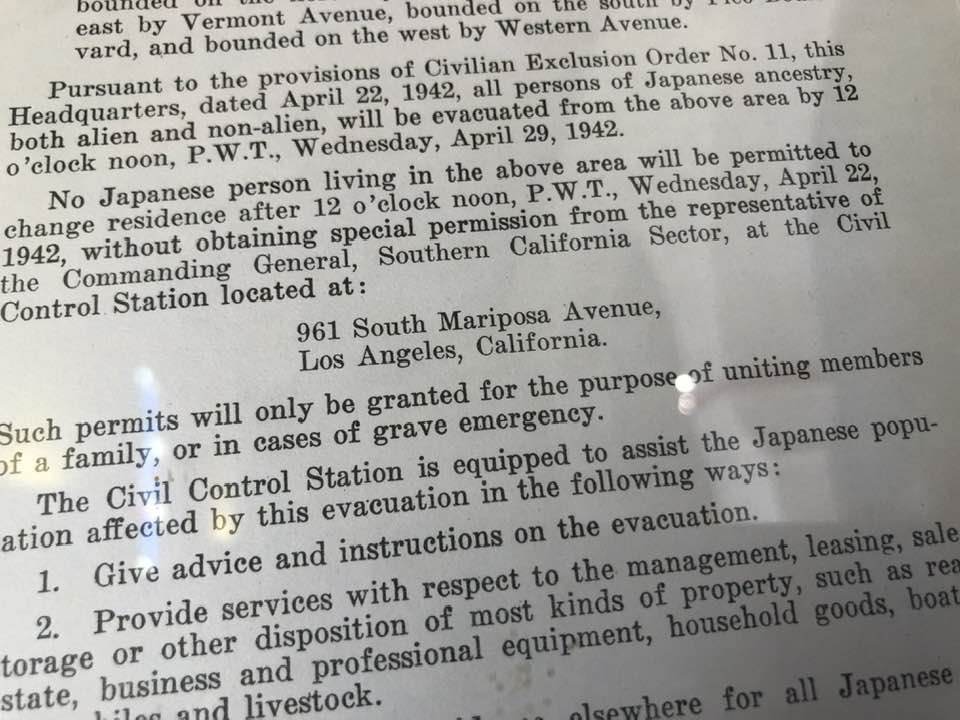 east by Vermont Avenue, bounded on the south by Pico
vard, and bounded on the west by Western Avenue.
Pursuant to the provisions of Civilian Exclusion Order No. 11, this
Headquarters, dated April 22, 1942, all persons of Japanese ancestry,
both alien and non-alien, will be evacuated from the above area by 12
o'clock noon, P.W.T., Wednesday, April 29, 1942.
No Japanese person living in the above area will be permitted to
change residence after 12 o'clock noon, P.W.T., Wednesday, April 22,
1942, without obtaining special permission from the representative of
the Commanding General, Southern California Sector, at the Civil
Control Station located at:
961 South Mariposa Avenue,
Los Angeles, California.
Such permits will only be granted for the purpose of uniting members
of a family, or in cases of grave emergency.
The Civil Control Station is equipped to assist the Japanese popu-
ation affected by this evacuation in the following ways:
1. Give advice and instructions on the evacuation.
2. Provide services with respect to the management, leasing, sale
torage or other disposition of most kinds of property, such as rea
state, business and professional equipment, household goods, boat
and livestock.
elsewhere for all Japanese